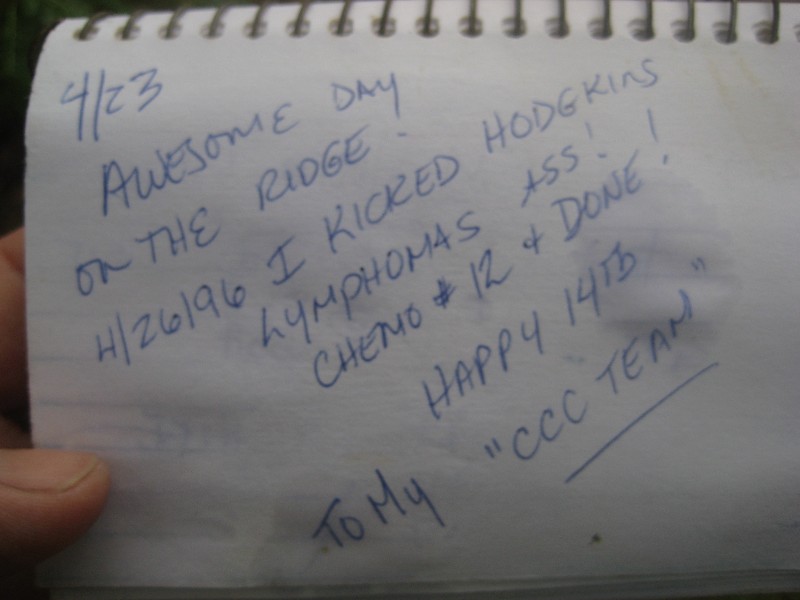 4/23
AWESOME DAY
ON THE RIDGE.
4/26/96 I KICKED HODGKINS
LYMPHOMAS ASS!
CHEMO # 12 & DONE!
HAPPY 14TH
TO MY "CCC TEAM"